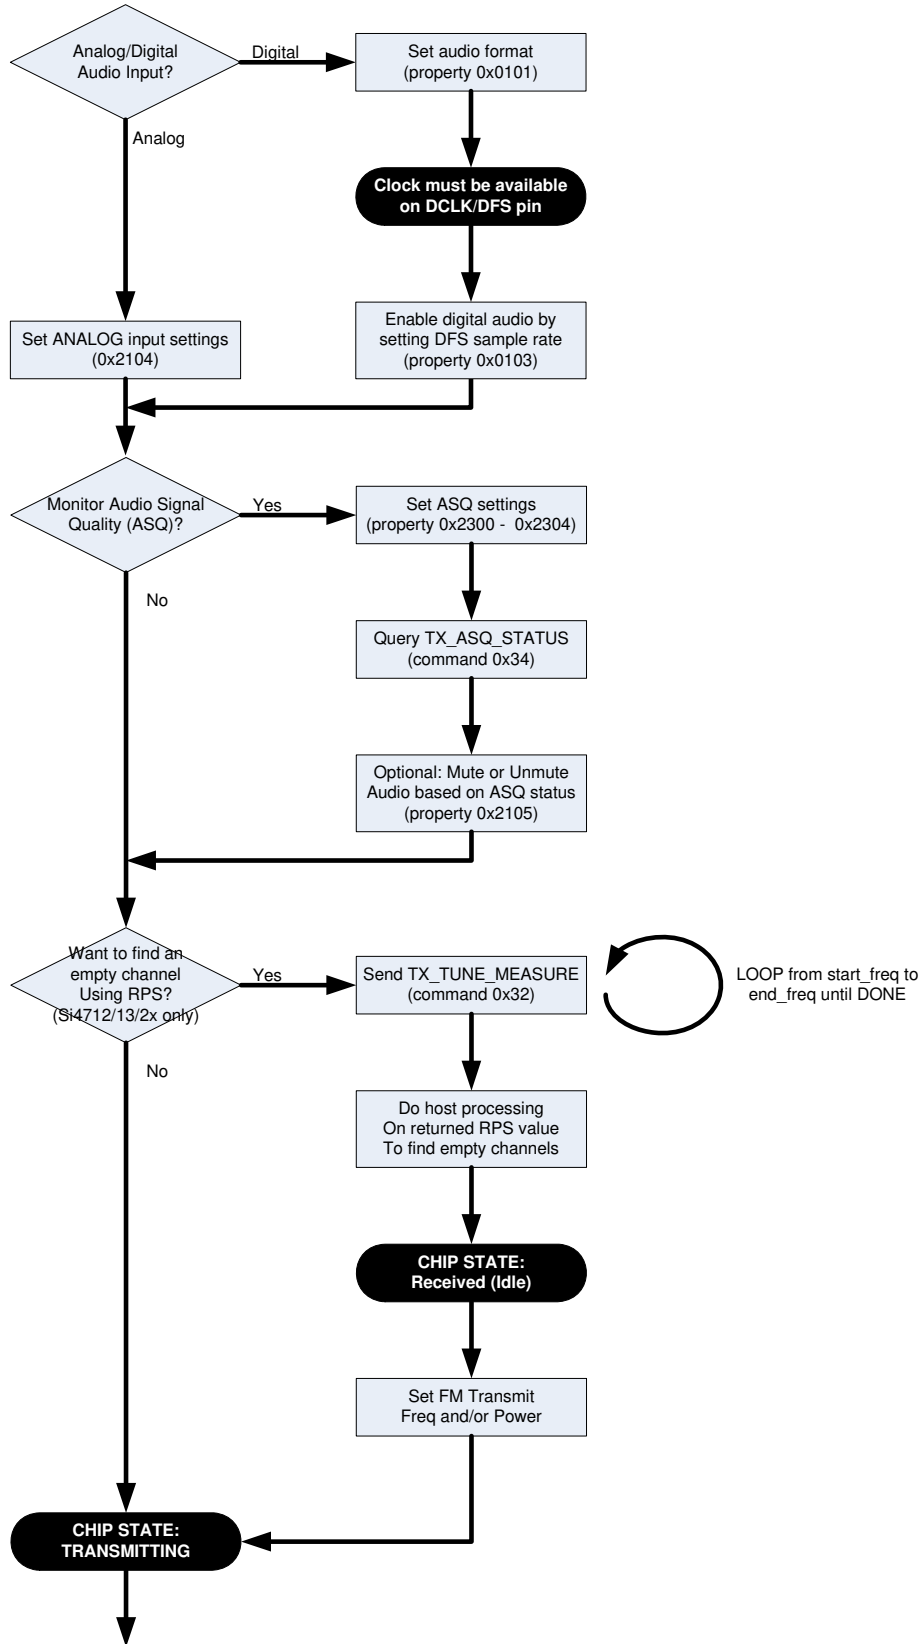 Analog/Digital
Audio Input?
Digital
Set audio format
(property 0x0101)
Analog
Clock must be available
on DCLK/DFS pin
Set ANALOG input settings
(0x2104)
Enable digital audio by
setting DFS sample rate
(property 0x0103)
Monitor Audio Signal
Quality (ASQ)?
Yes
Set ASQ settings
(property 0x2300 - 0x2304)
No
Query TX_ASQ_STATUS
(command 0x34)
Optional: Mute or Unmute
Audio based on ASQ status
(property 0x2105)
Want to find an
empty channel
Using RPS?
(Si4712/13/2x only)
Yes
Send TX_TUNE_MEASURE
(command 0x32)
LOOP from start_freq to
end_freq until DONE
No
Do host processing
On returned RPS value
To find empty channels
CHIP STATE:
Received (Idle)
Set FM Transmit
Freq and/or Power
CHIP STATE:
TRANSMITTING